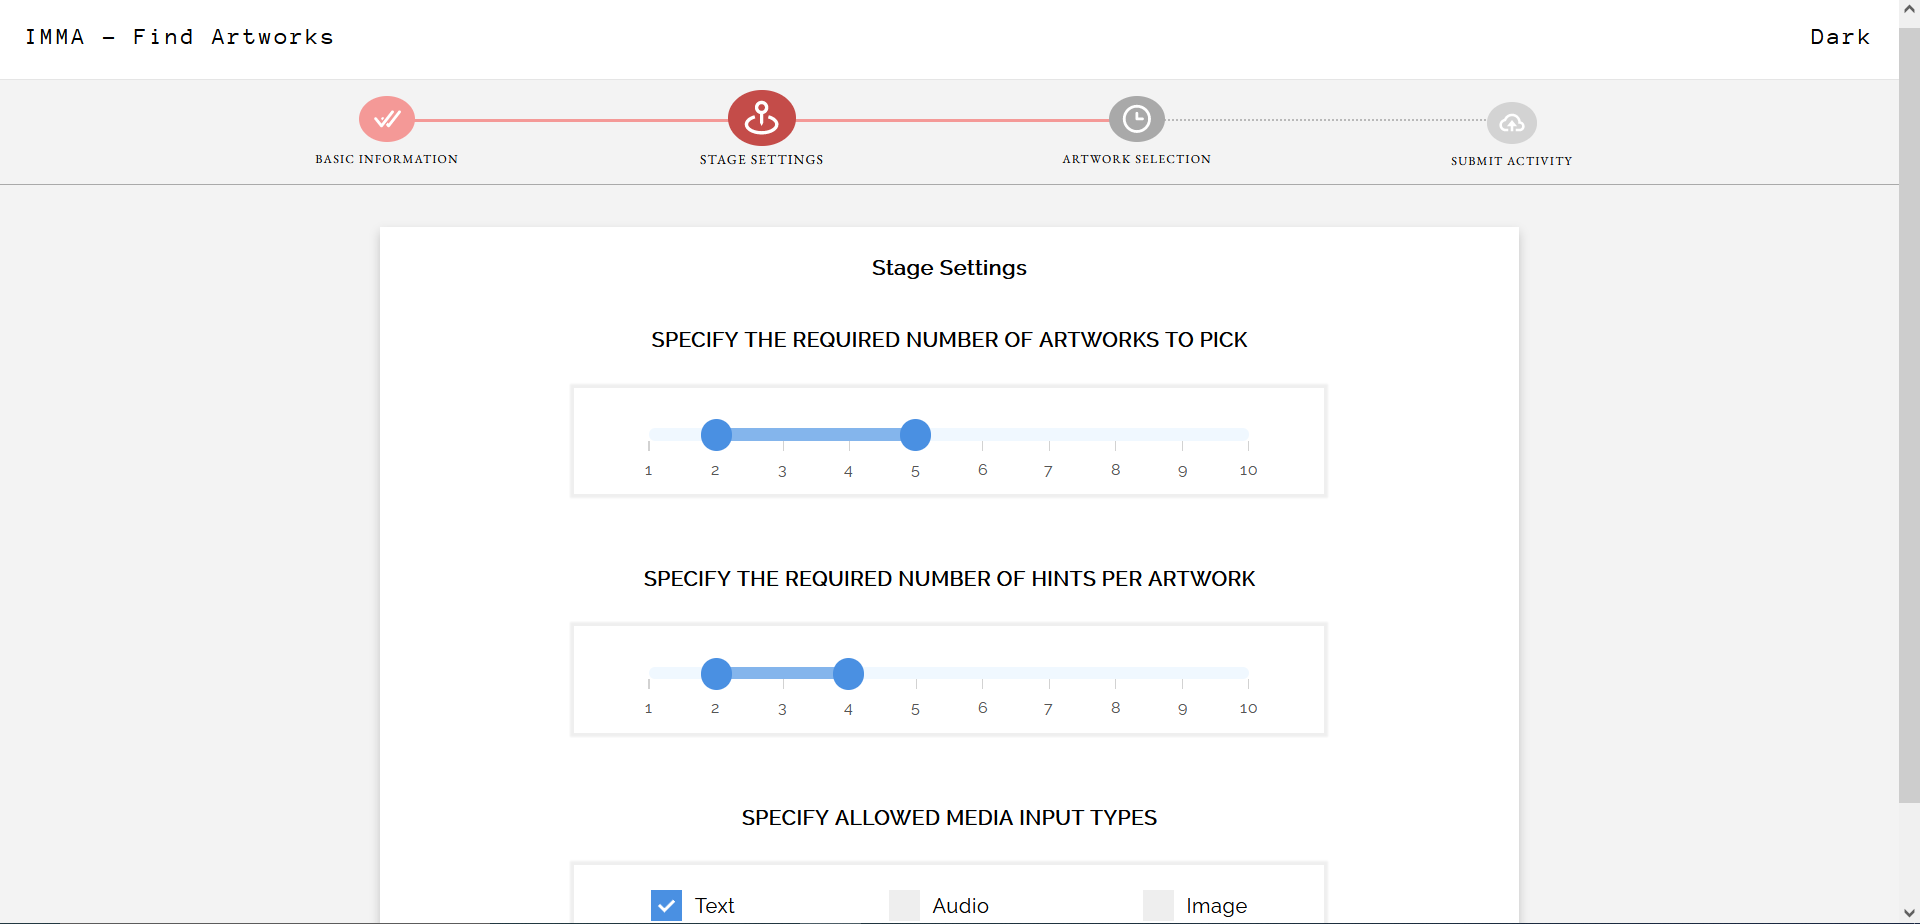 IMMA – Find Artworks
Dark
BASIC INFORMATION
STAGE SETTINGS
ARTWORK SELECTION
SUBMIT ACTIVITY
Stage Settings
SPECIFY THE REQUIRED NUMBER OF ARTWORKS TO PICK
1 2 3 4 5 6 7 8 9 10
SPECIFY THE REQUIRED NUMBER OF HINTS PER ARTWORK
1 2 3 4 5 6 7 8 9 10
SPECIFY ALLOWED MEDIA INPUT TYPES
Text Audio Image